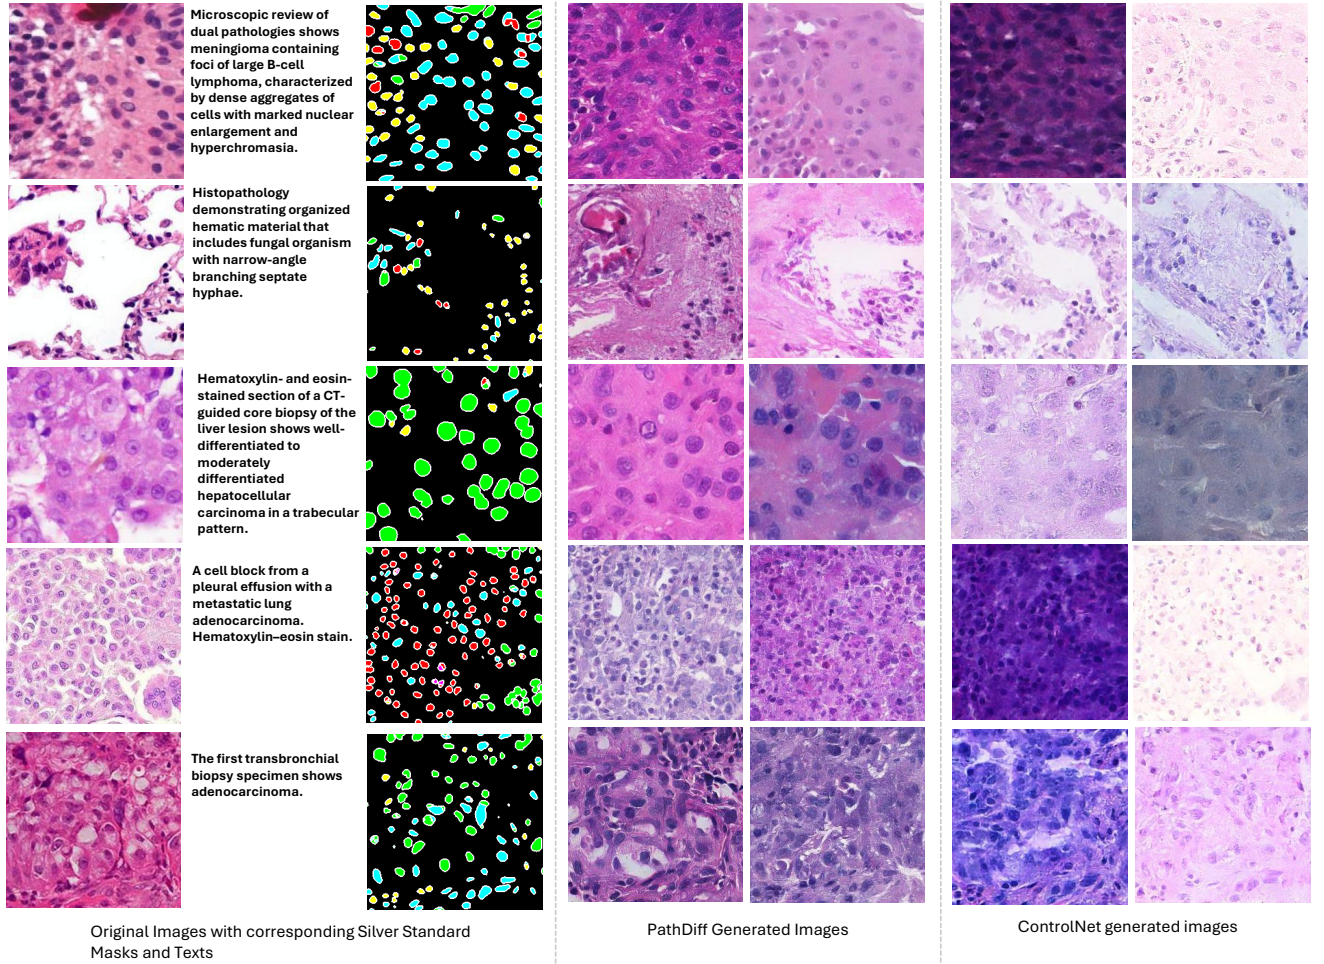 Microscopic review of
dual pathologies shows
meningioma containing
foci of large B-cell
lymphoma, characterized
by dense aggregates of
cells with marked nuclear
enlargement and
hyperchromasia.
Histopathology
demonstrating organized
hematic material that
includes fungal organism
with narrow-angle
branching septate
hyphae.
Hematoxylin- and eosin-
stained section of a CT-
guided core biopsy of the
liver lesion shows well-
differentiated to
moderately
differentiated
hepatocellular
carcinoma in a trabecular
pattern.
A cell block from a
pleural effusion with a
metastatic lung
adenocarcinoma.
Hematoxylin–eosin stain.
The first transbronchial
biopsy specimen shows
adenocarcinoma.
Original Images with corresponding Silver Standard
Masks and Texts
PathDiff Generated Images
ControlNet generated images